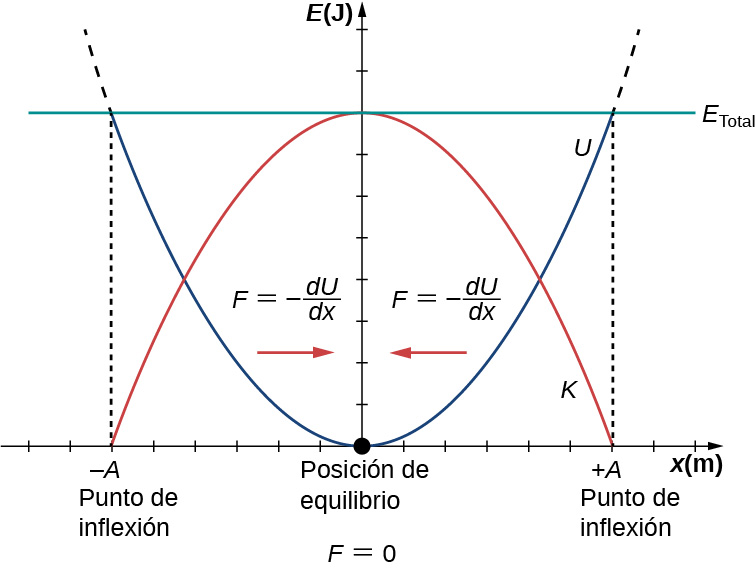 E(J)
E_Total
U
F = −dU/dx
F = −dU/dx
K
x(m)
–A
Punto de
inflexión
Posición de
equilibrio
+A
Punto de
inflexión
F = 0